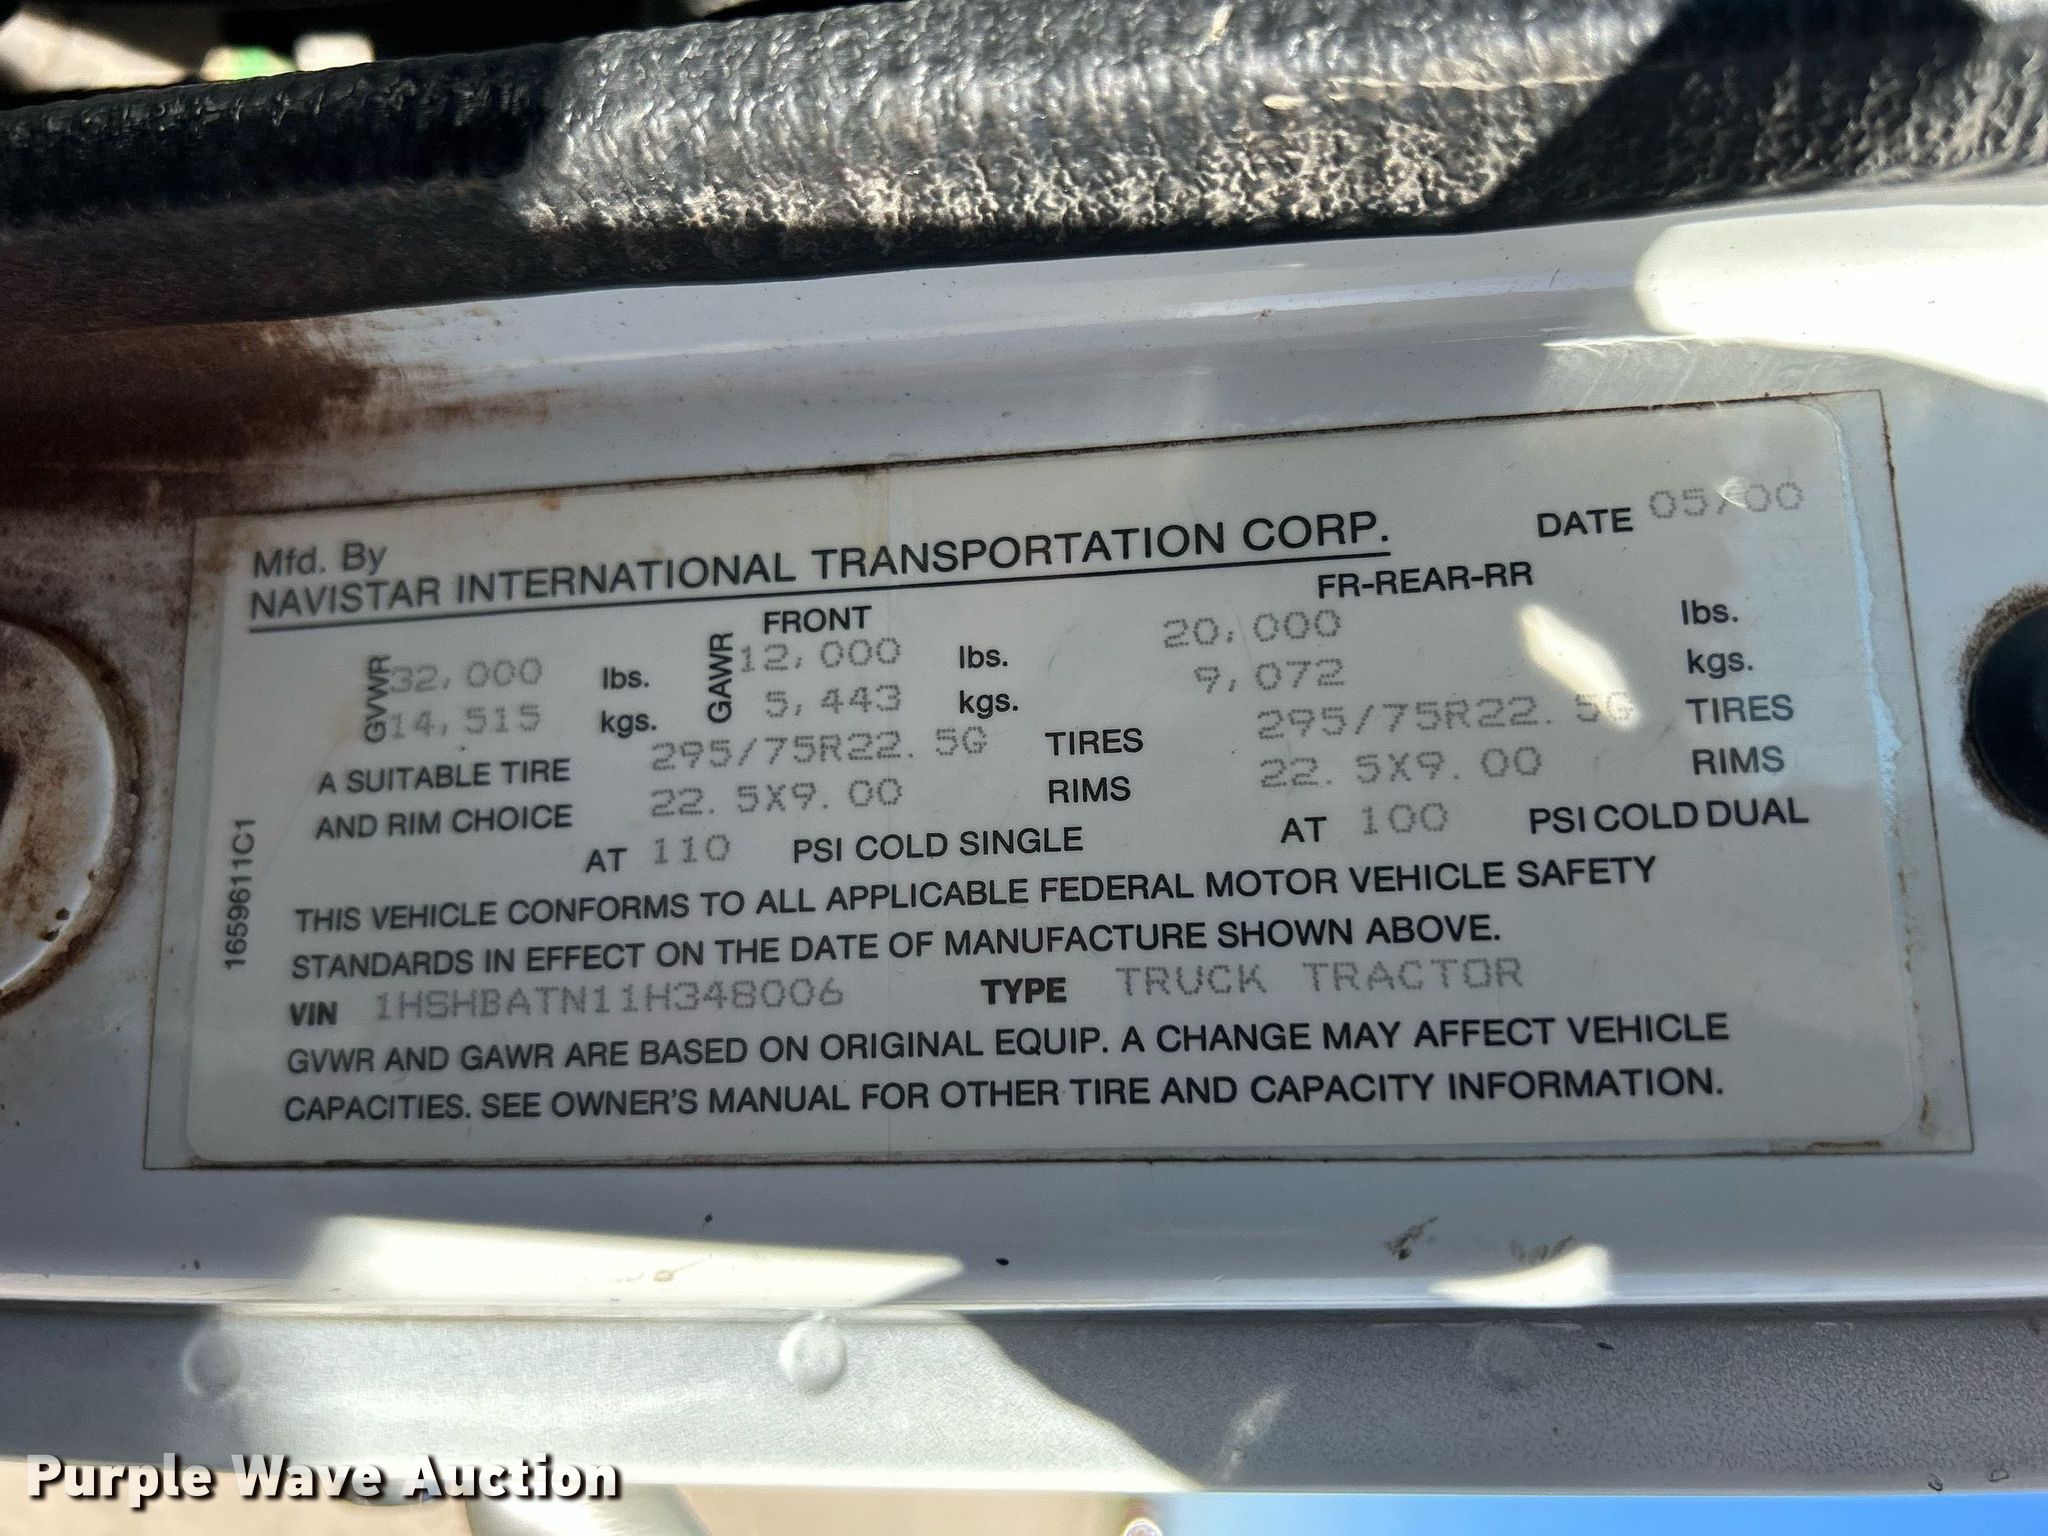 Mfd. By
NAVISTAR INTERNATIONAL TRANSPORTATION CORP. DATE 05/00
FRONT FR-REAR-RR
GVWR 32,000 lbs. GAWR 12,000 lbs. 20,000 lbs.
14,515 kgs. 5,443 kgs. 9,072 kgs.
A SUITABLE TIRE 295/75R22.5G TIRES 295/75R22.5G TIRES
AND RIM CHOICE 22.5X9.00 RIMS 22.5X9.00 RIMS
AT 110 PSI COLD SINGLE AT 100 PSI COLD DUAL
THIS VEHICLE CONFORMS TO ALL APPLICABLE FEDERAL MOTOR VEHICLE SAFETY
STANDARDS IN EFFECT ON THE DATE OF MANUFACTURE SHOWN ABOVE.
VIN 1HSHBATN11H348006 TYPE TRUCK TRACTOR
GVWR AND GAWR ARE BASED ON ORIGINAL EQUIP. A CHANGE MAY AFFECT VEHICLE
CAPACITIES. SEE OWNER'S MANUAL FOR OTHER TIRE AND CAPACITY INFORMATION.
1659611C1
Purple Wave Auction